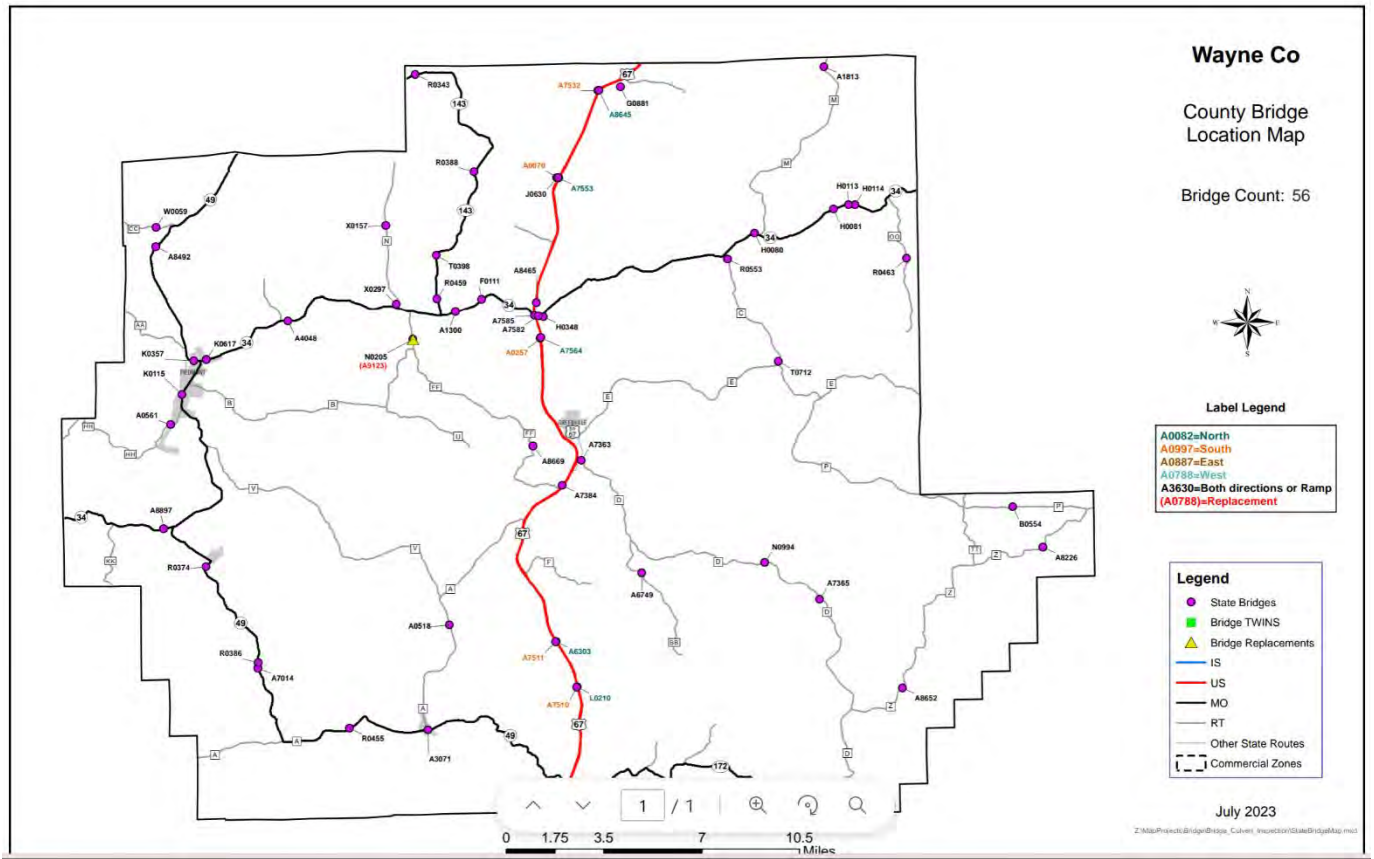 Wayne Co
County Bridge
Location Map
Bridge Count: 56
N
W
E
S
Label Legend
A0082=North
A0997=South
A0887=East
A0788=West
A3630=Both directions or Ramp
(A0788)=Replacement
Legend
State Bridges
Bridge TWINS
Bridge Replacements
IS
US
MO
RT
Other State Routes
Commercial Zones
July 2023
67
A7532
G0881
A8645
A1813
R0343
143
M
R0388
J0630
A7553
M
H0113
H0114
34
49
W0059
CC
A8492
X0157
N
143
T0398
H0081
34
H0080
OO
R0463
R0553
A8465
X0297
R0459
F0111
34
A1300
A7585
A7582
H0348
C
AA
34
A4048
K0617
K0357
N0205
(A9123)
A0257
A7564
T0712
K0115
FF
E
E
E
B
B
A0561
HH
HH
U
FF
A8669
A7363
A7384
P
D
V
34
A8897
KK
67
P
B0554
TT
Z
A8226
R0374
V
F
D
N0994
A
A6749
A7365
D
Z
49
A0518
R0386
A7014
A7511
A6303
BB
A7510
L0210
A8652
Z
A
67
A
A
R0455
A3071
49
D
172
1 / 1
0 1.75 3.5 7 10.5
Miles